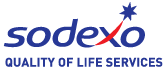 sodexo
QUALITY OF LIFE SERVICES